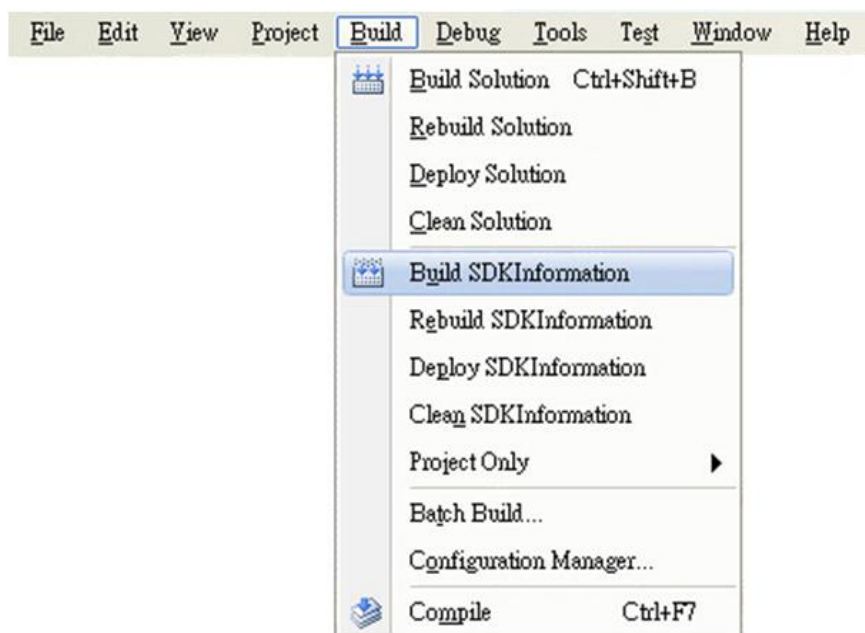 File Edit View Project Build Debug Tools Test Window Help
Build Solution Ctrl+Shift+B
Rebuild Solution
Deploy Solution
Clean Solution
Build SDKInformation
Rebuild SDKInformation
Deploy SDKInformation
Clean SDKInformation
Project Only
Batch Build...
Configuration Manager...
Compile Ctrl+F7